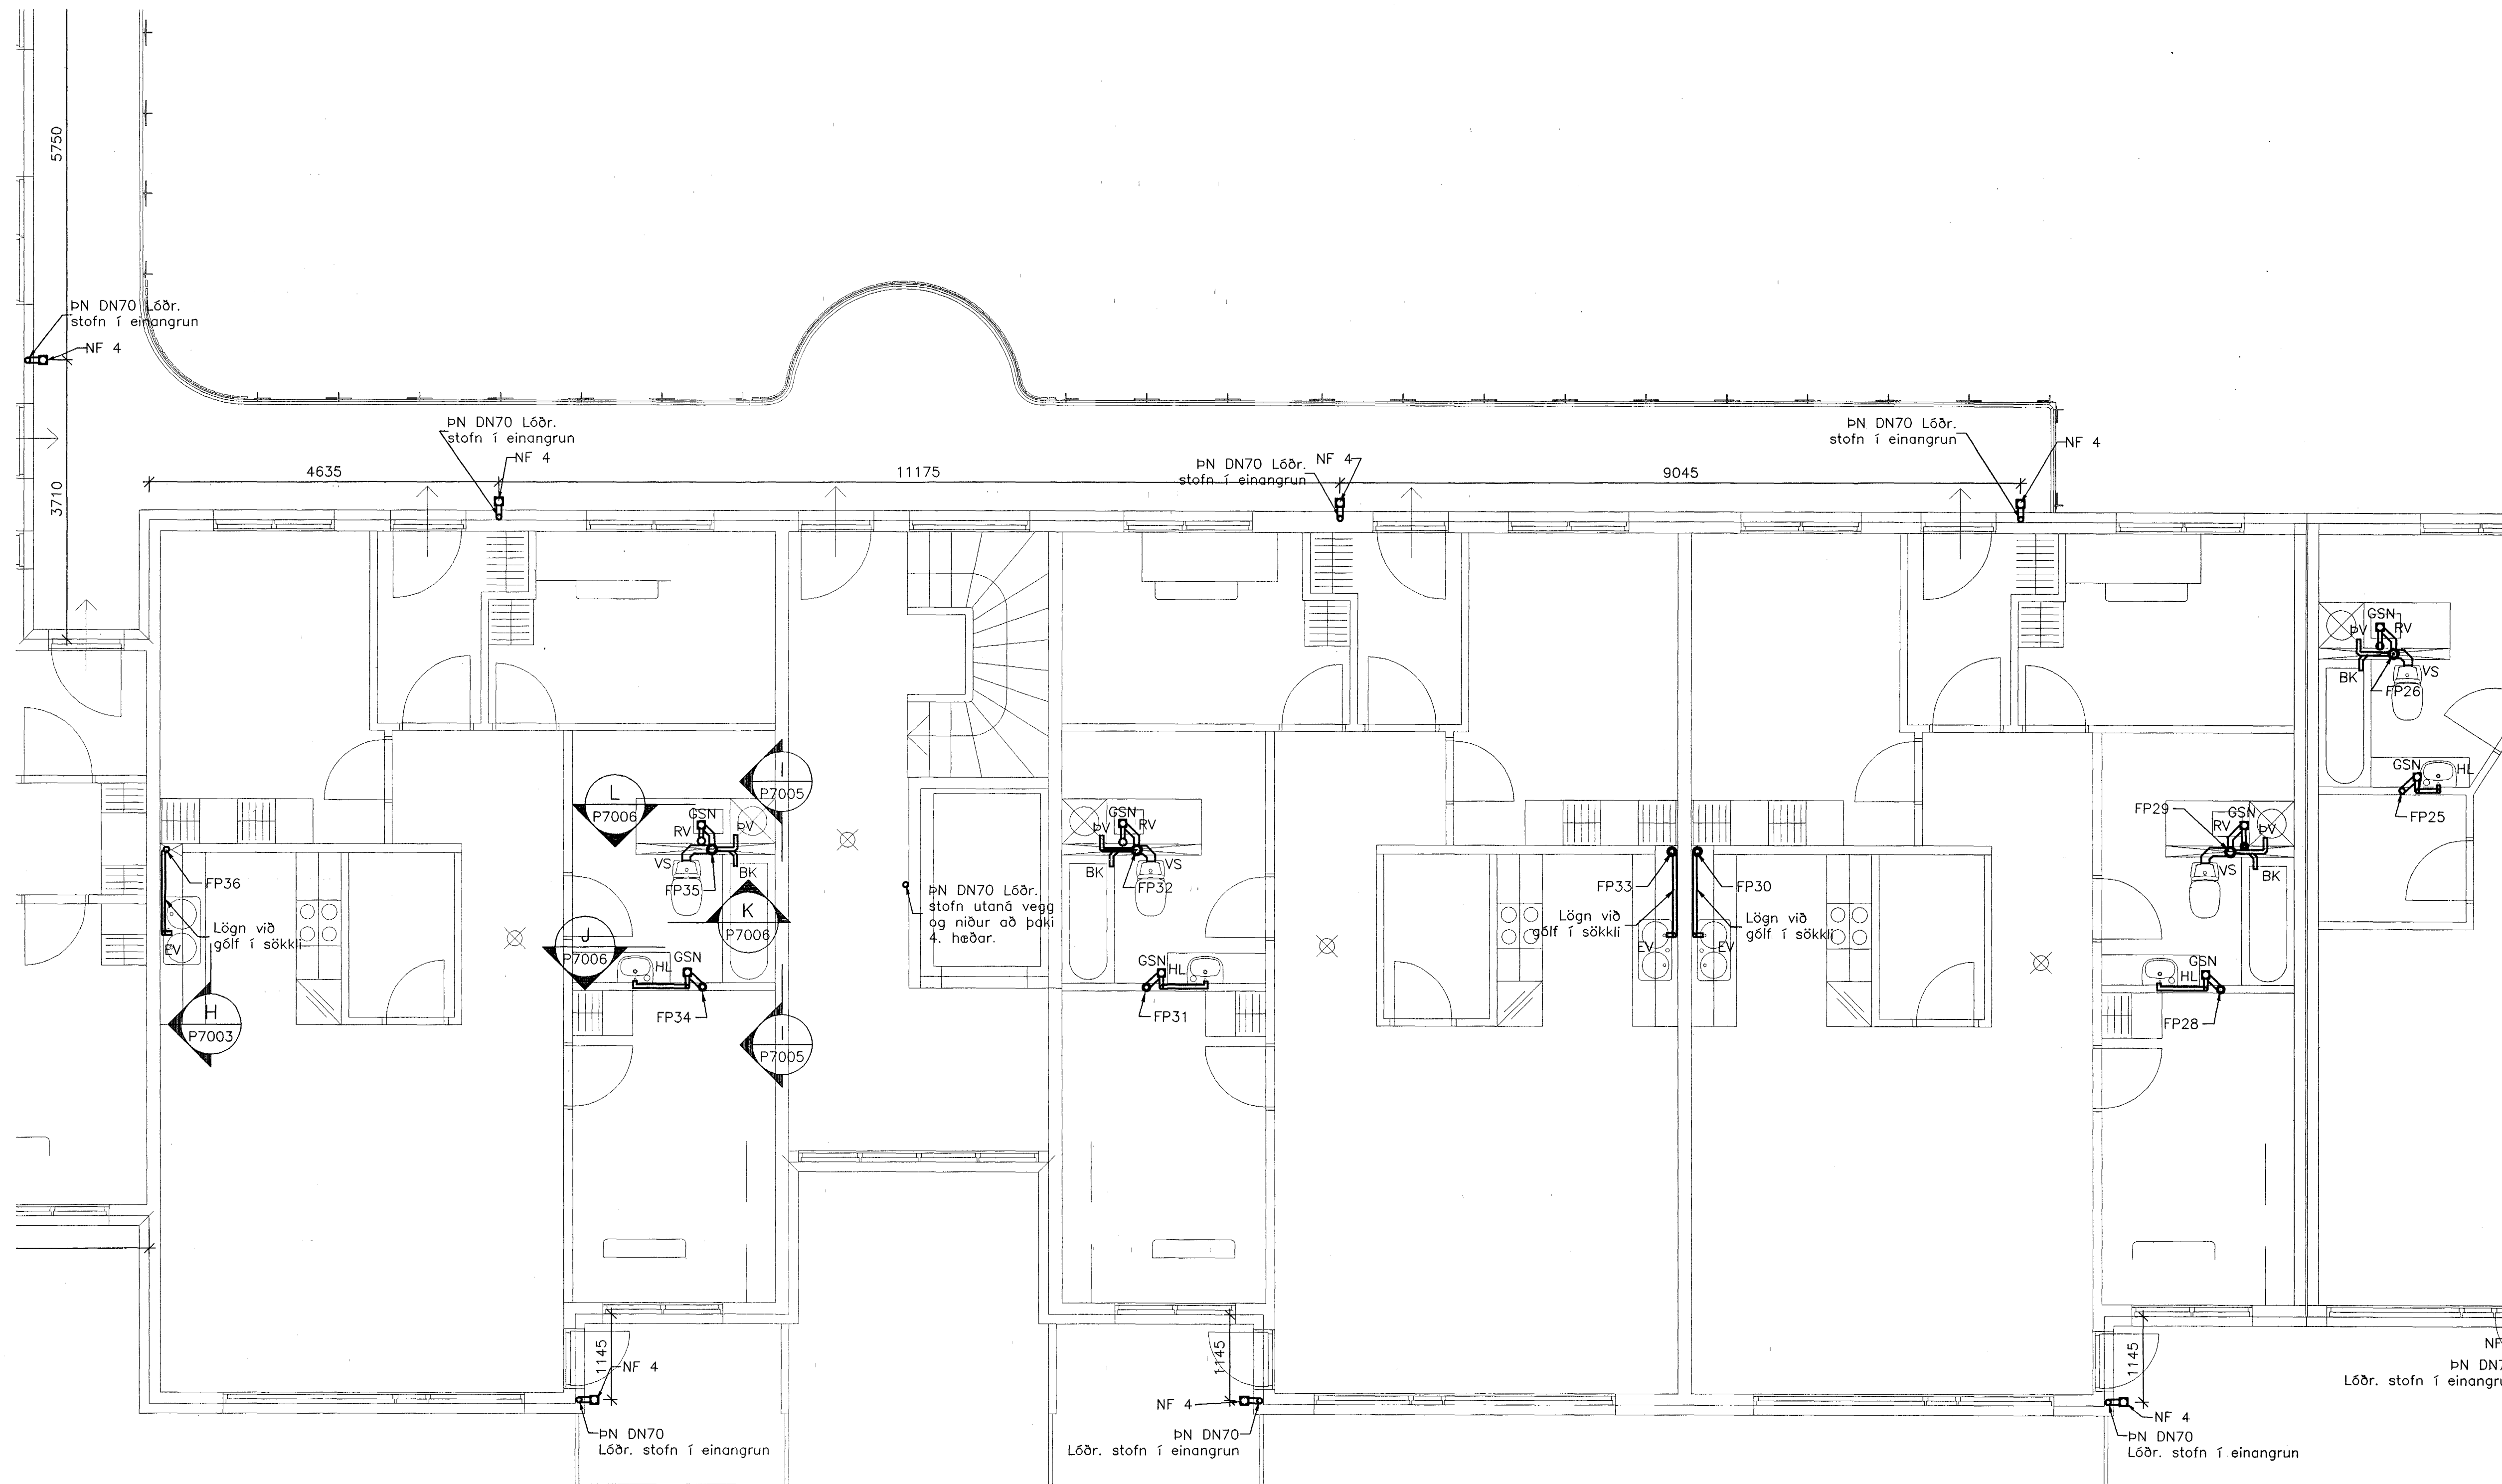 5750
ÞN DN70 Lóðr.
stofn í einangrun
NF 4
3710
ÞN DN70 Lóðr.
stofn í einangrun
NF 4
4635
11175
ÞN DN70 Lóðr.
stofn í einangrun
NF 4
9045
ÞN DN70 Lóðr.
stofn í einangrun
NF 4
GSN
ÞV
RV
BK
VS
FP26
GSN
HL
FP25
L
P7006
I
P7005
GSN
RV
ÞV
VS
BK
FP35
K
P7006
J
P7006
GSN
HL
FP34
I
P7005
FP36
Lögn við
gólf í sökkli
EV
H
P7003
ÞN DN70 Lóðr.
stofn utaná vegg
og niður að þaki
4. hæðar.
GSN
ÞV
RV
BK
VS
FP32
GSN
HL
FP31
FP33
Lögn við
gólf í sökkli
EV
FP30
Lögn við
gólf í sökkli
EV
FP29
GSN
RV
ÞV
VS
BK
GSN
HL
FP28
1145
NF 4
ÞN DN70
Lóðr. stofn í einangrun
1145
NF 4
ÞN DN70
Lóðr. stofn í einangrun
1145
NF 4
ÞN DN70
Lóðr. stofn í einangrun
NF
ÞN DN7
Lóðr. stofn í einangru